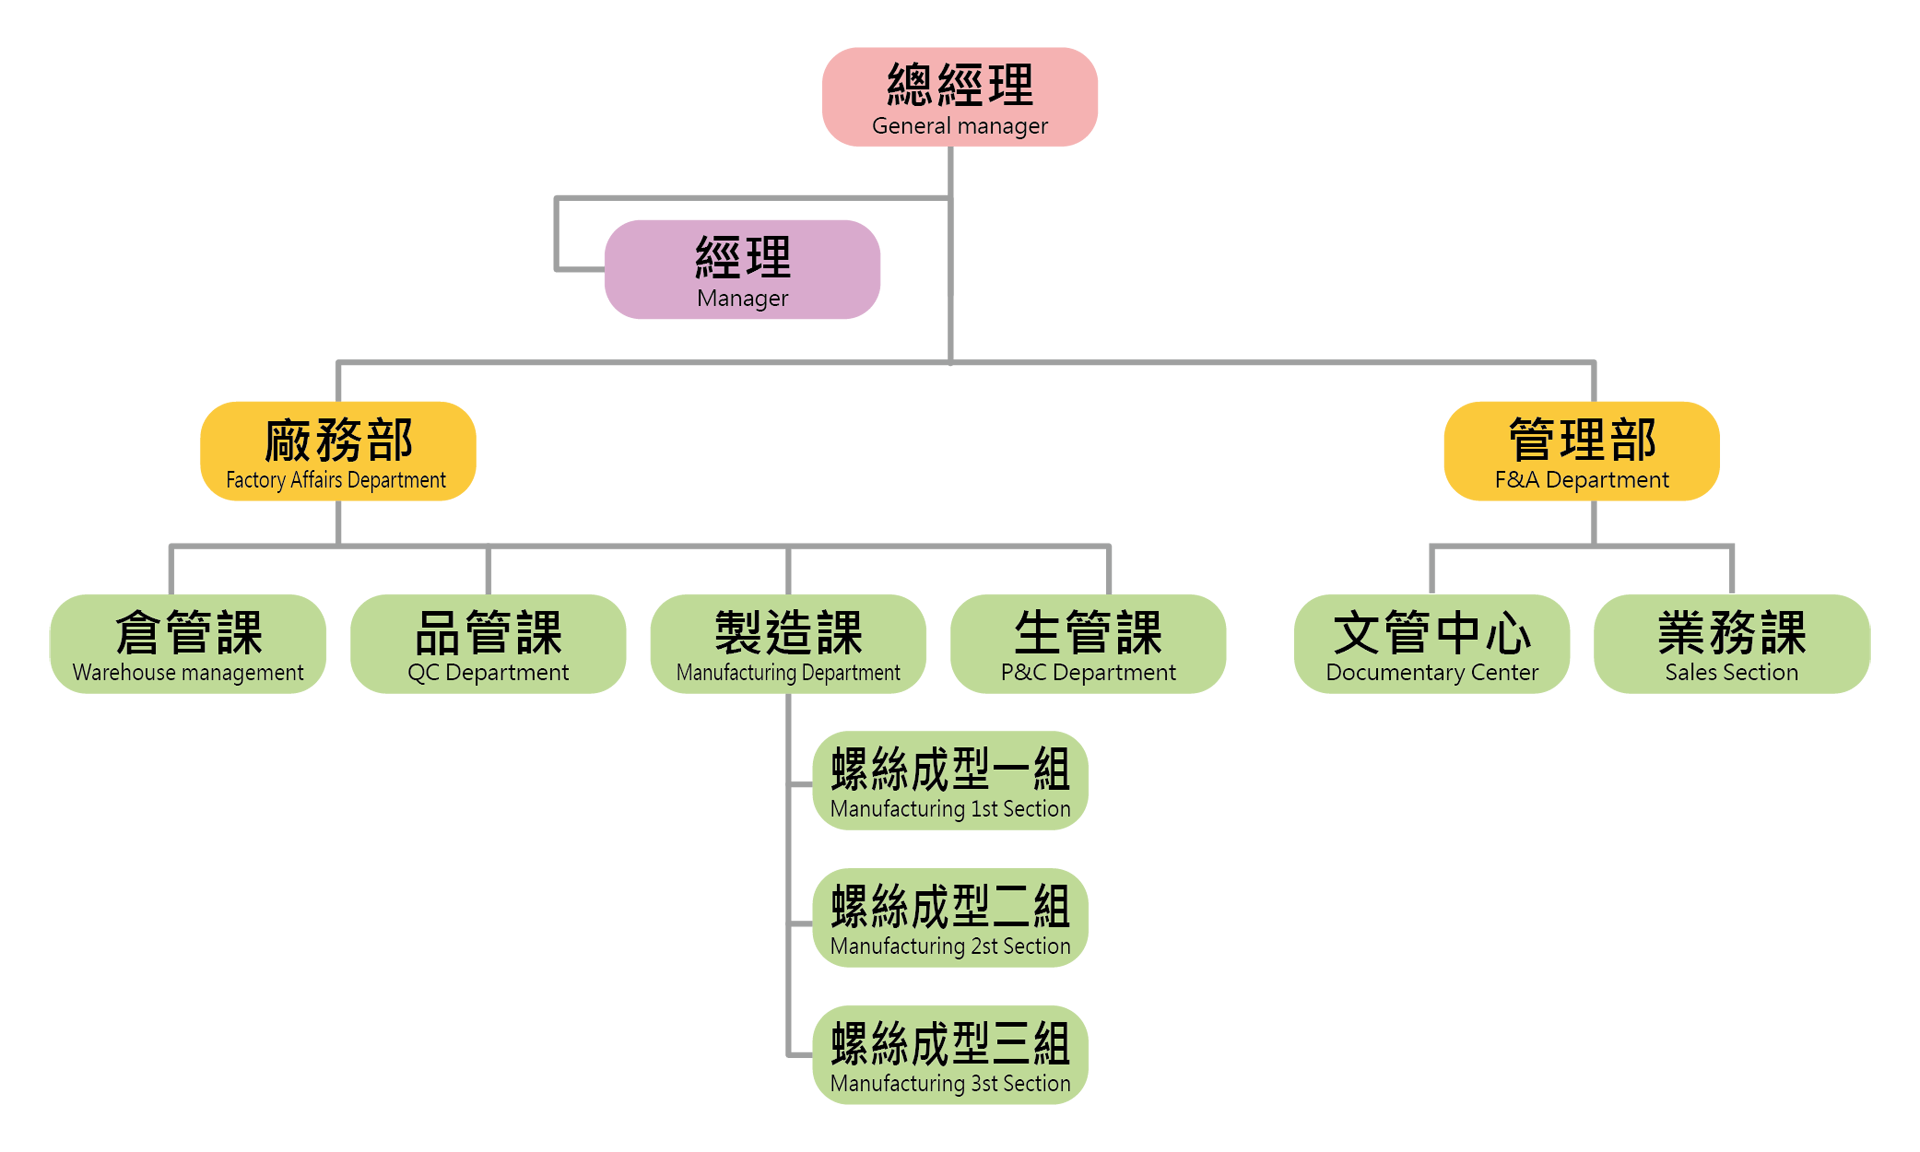 總經理
General manager
經理
Manager
廠務部
Factory Affairs Department
管理部
F&A Department
倉管課
Warehouse management
品管課
QC Department
製造課
Manufacturing Department
生管課
P&C Department
文管中心
Documentary Center
業務課
Sales Section
螺絲成型一組
Manufacturing 1st Section
螺絲成型二組
Manufacturing 2st Section
螺絲成型三組
Manufacturing 3st Section